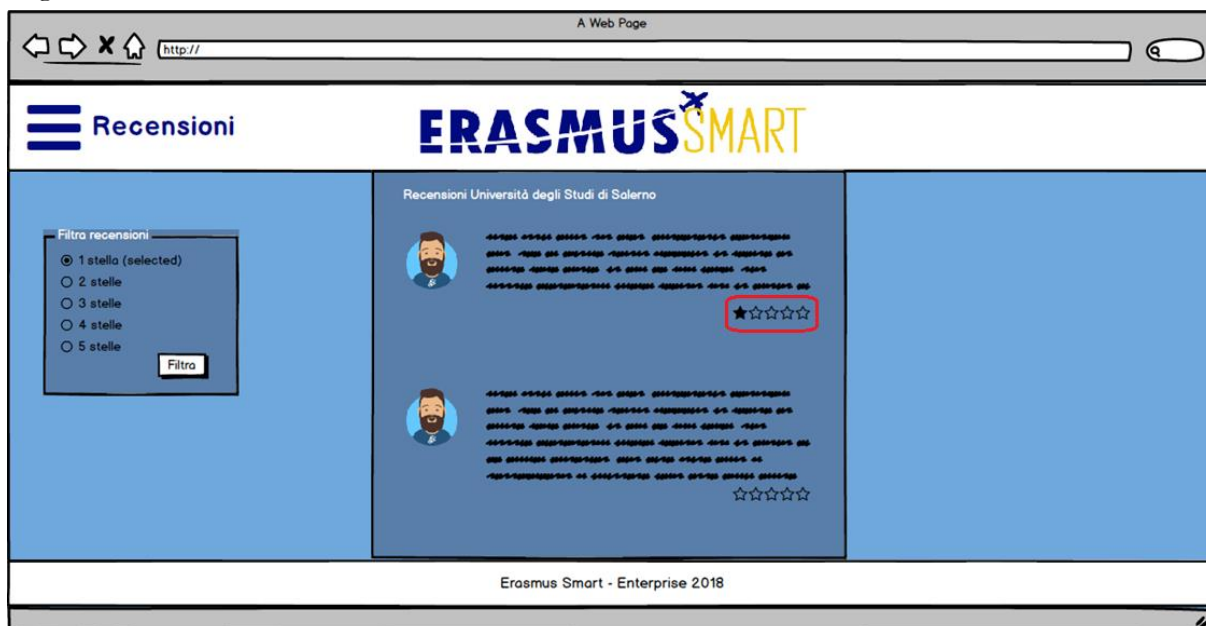 A Web Page
http://
Recensioni
ERASMUSSMART
Recensioni Università degli Studi di Salerno
Filtra recensioni
1 stella (selected)
2 stelle
3 stelle
4 stelle
5 stelle
Filtra
Erasmus Smart - Enterprise 2018